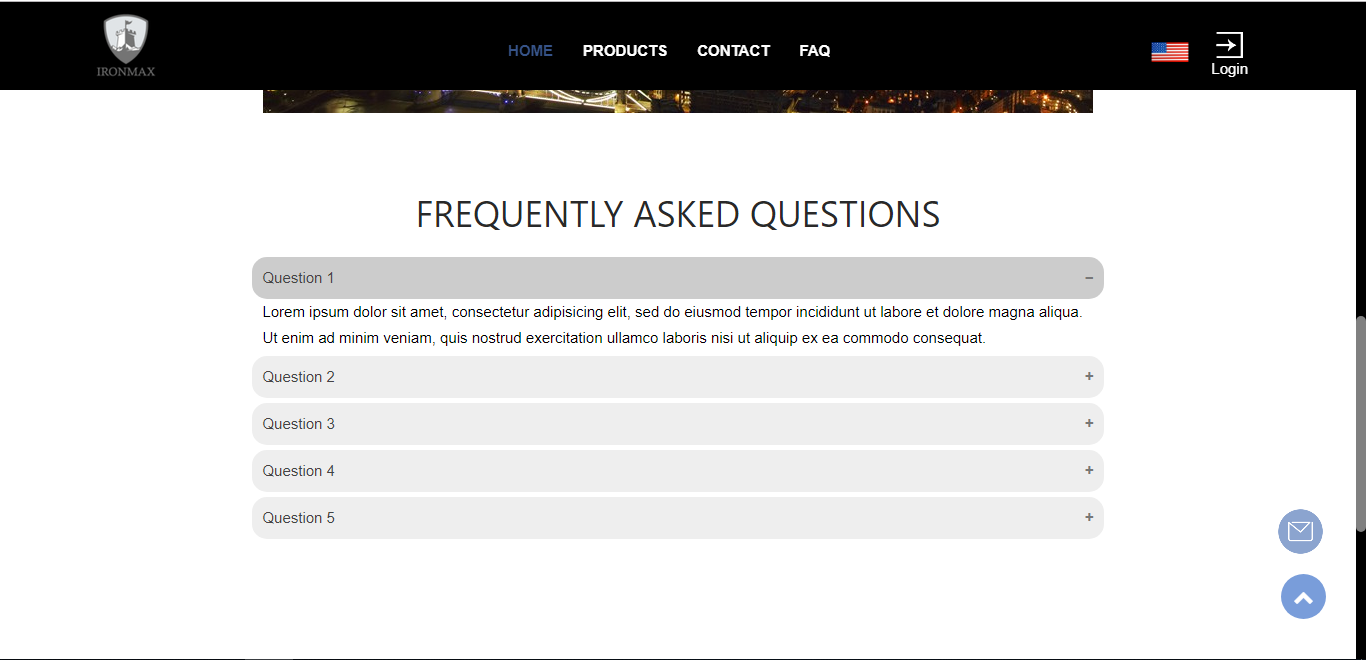 IRONMAX
HOME PRODUCTS CONTACT FAQ
Login
FREQUENTLY ASKED QUESTIONS
Question 1 −
Lorem ipsum dolor sit amet, consectetur adipisicing elit, sed do eiusmod tempor incididunt ut labore et dolore magna aliqua.
Ut enim ad minim veniam, quis nostrud exercitation ullamco laboris nisi ut aliquip ex ea commodo consequat.
Question 2 +
Question 3 +
Question 4 +
Question 5 +